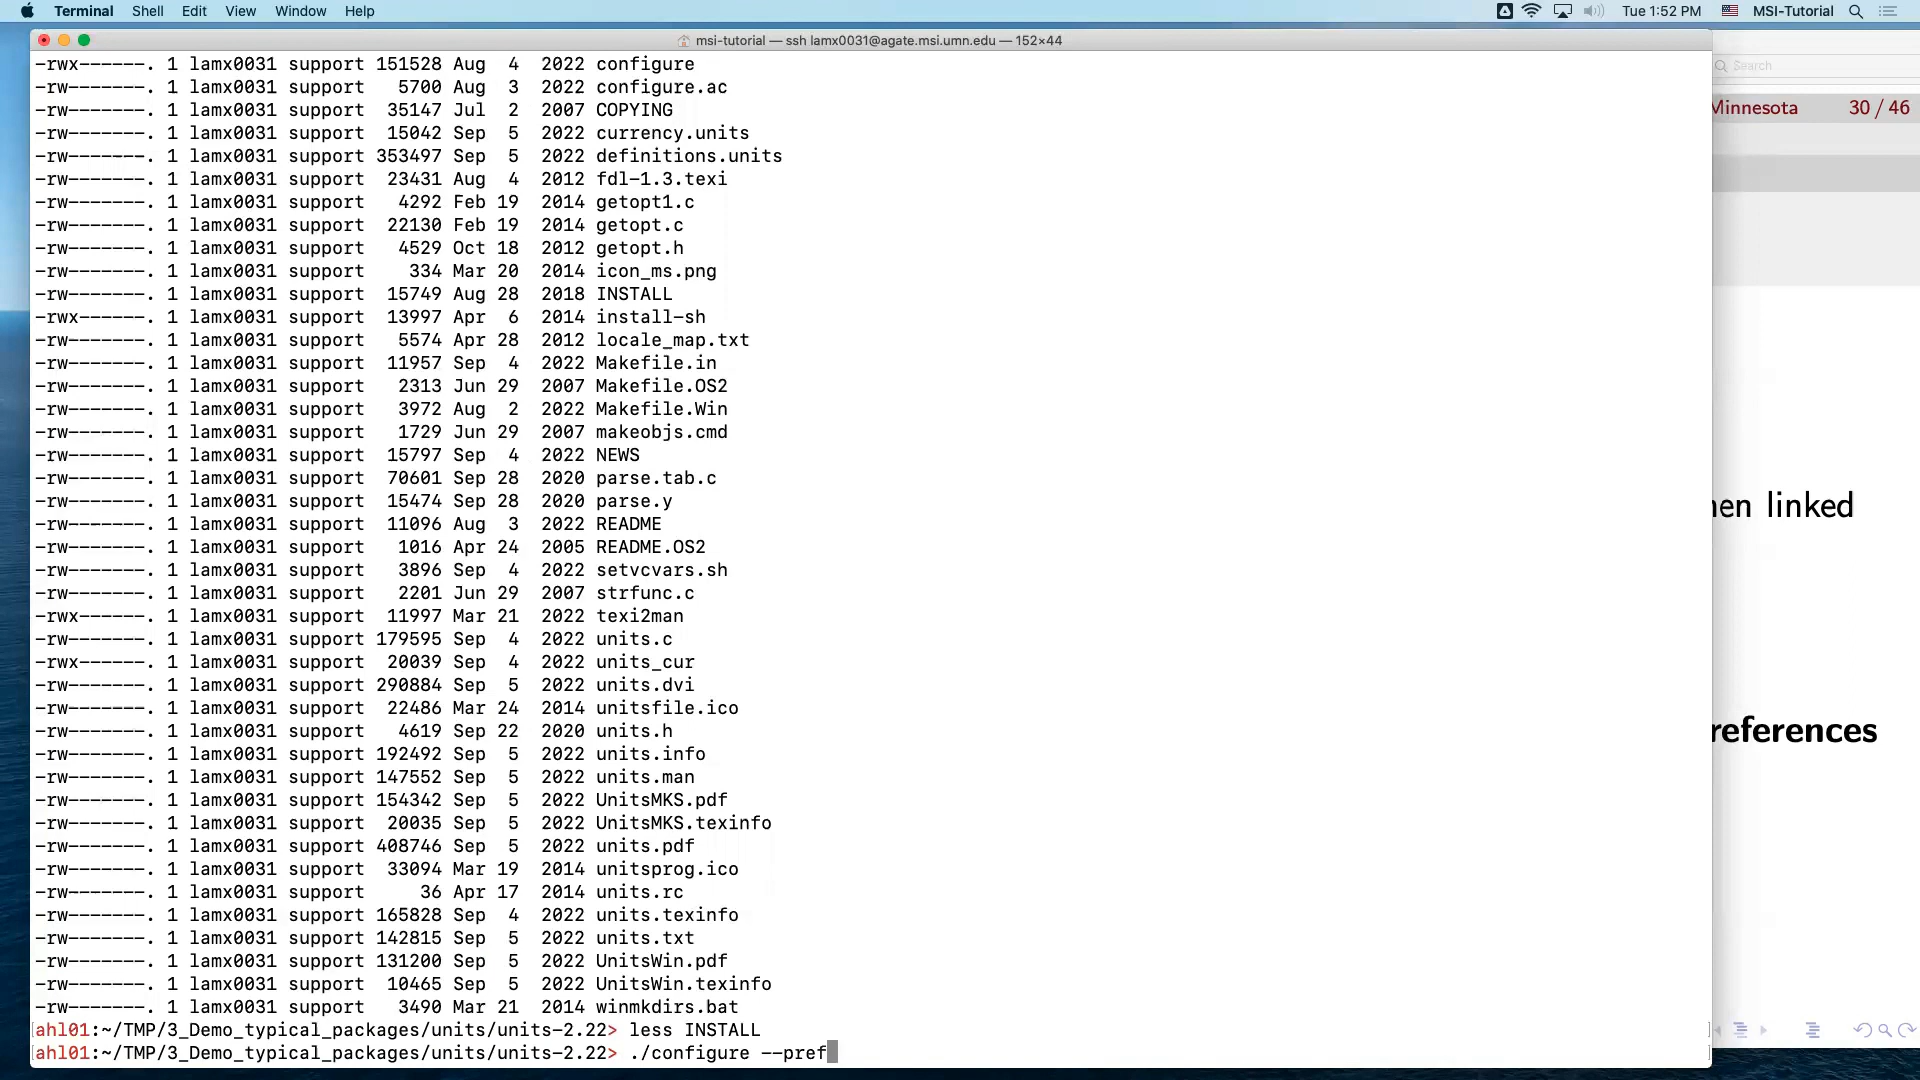 Terminal Shell Edit View Window Help Tue 1:52 PM MSI-Tutorial
msi-tutorial — ssh lamx0031@agate.msi.umn.edu — 152×44
Search
Minnesota 30 / 46
-rwx------. 1 lamx0031 support 151528 Aug  4  2022 configure
-rw-------. 1 lamx0031 support   5700 Aug  3  2022 configure.ac
-rw-------. 1 lamx0031 support  35147 Jul  2  2007 COPYING
-rw-------. 1 lamx0031 support  15042 Sep  5  2022 currency.units
-rw-------. 1 lamx0031 support 353497 Sep  5  2022 definitions.units
-rw-------. 1 lamx0031 support  23431 Aug  4  2012 fdl-1.3.texi
-rw-------. 1 lamx0031 support   4292 Feb 19  2014 getopt1.c
-rw-------. 1 lamx0031 support  22130 Feb 19  2014 getopt.c
-rw-------. 1 lamx0031 support   4529 Oct 18  2012 getopt.h
-rw-------. 1 lamx0031 support    334 Mar 20  2014 icon_ms.png
-rw-------. 1 lamx0031 support  15749 Aug 28  2018 INSTALL
-rwx------. 1 lamx0031 support  13997 Apr  6  2014 install-sh
-rw-------. 1 lamx0031 support   5574 Apr 28  2012 locale_map.txt
-rw-------. 1 lamx0031 support  11957 Sep  4  2022 Makefile.in
-rw-------. 1 lamx0031 support   2313 Jun 29  2007 Makefile.OS2
-rw-------. 1 lamx0031 support   3972 Aug  2  2022 Makefile.Win
-rw-------. 1 lamx0031 support   1729 Jun 29  2007 makeobjs.cmd
-rw-------. 1 lamx0031 support  15797 Sep  4  2022 NEWS
-rw-------. 1 lamx0031 support  70601 Sep 28  2020 parse.tab.c
-rw-------. 1 lamx0031 support  15474 Sep 28  2020 parse.y
hen linked
-rw-------. 1 lamx0031 support  11096 Aug  3  2022 README
-rw-------. 1 lamx0031 support   1016 Apr 24  2005 README.OS2
-rw-------. 1 lamx0031 support   3896 Sep  4  2022 setvcvars.sh
-rw-------. 1 lamx0031 support   2201 Jun 29  2007 strfunc.c
-rwx------. 1 lamx0031 support  11997 Mar 21  2022 texi2man
-rw-------. 1 lamx0031 support 179595 Sep  4  2022 units.c
-rwx------. 1 lamx0031 support  20039 Sep  4  2022 units_cur
-rw-------. 1 lamx0031 support 290884 Sep  5  2022 units.dvi
-rw-------. 1 lamx0031 support  22486 Mar 24  2014 unitsfile.ico
-rw-------. 1 lamx0031 support   4619 Sep 22  2020 units.h
references
-rw-------. 1 lamx0031 support 192492 Sep  5  2022 units.info
-rw-------. 1 lamx0031 support 147552 Sep  5  2022 units.man
-rw-------. 1 lamx0031 support 154342 Sep  5  2022 UnitsMKS.pdf
-rw-------. 1 lamx0031 support  20035 Sep  5  2022 UnitsMKS.texinfo
-rw-------. 1 lamx0031 support 408746 Sep  5  2022 units.pdf
-rw-------. 1 lamx0031 support  33094 Mar 19  2014 unitsprog.ico
-rw-------. 1 lamx0031 support     36 Apr 17  2014 units.rc
-rw-------. 1 lamx0031 support 165828 Sep  4  2022 units.texinfo
-rw-------. 1 lamx0031 support 142815 Sep  5  2022 units.txt
-rw-------. 1 lamx0031 support 131200 Sep  5  2022 UnitsWin.pdf
-rw-------. 1 lamx0031 support  10465 Sep  5  2022 UnitsWin.texinfo
-rw-------. 1 lamx0031 support   3490 Mar 21  2014 winmkdirs.bat
[ahl01:~/TMP/3_Demo_typical_packages/units/units-2.22> less INSTALL ]
[ahl01:~/TMP/3_Demo_typical_packages/units/units-2.22> ./configure --pref ]